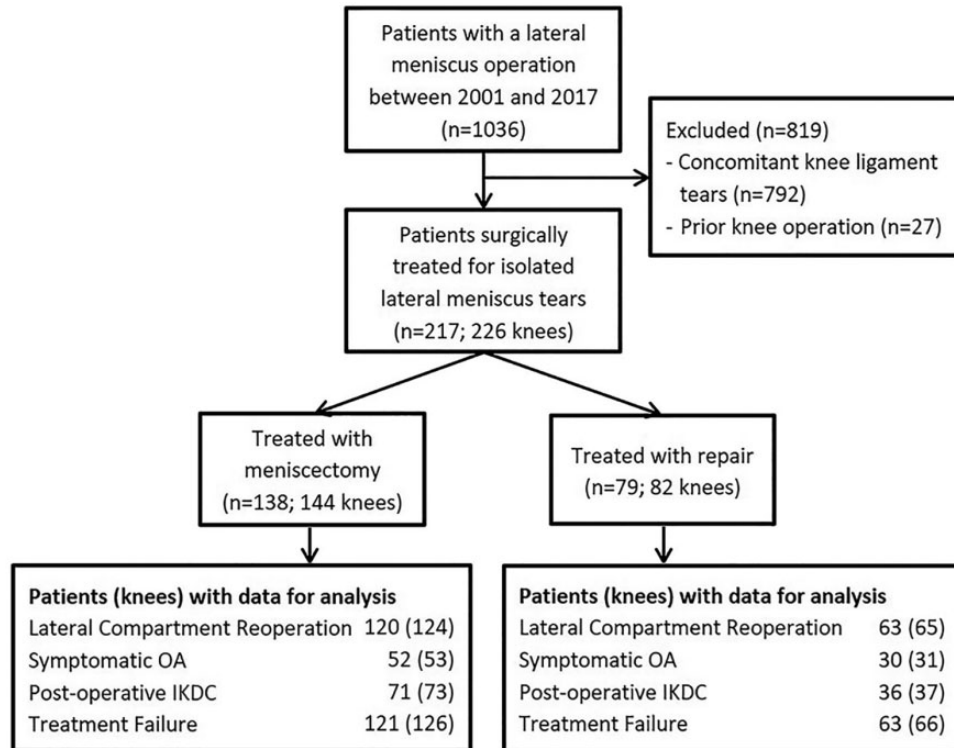 Patients with a lateral
meniscus operation
between 2001 and 2017
(n=1036)
Excluded (n=819)
- Concomitant knee ligament
tears (n=792)
- Prior knee operation (n=27)
Patients surgically
treated for isolated
lateral meniscus tears
(n=217; 226 knees)
Treated with
meniscectomy
(n=138; 144 knees)
Treated with repair
(n=79; 82 knees)
Patients (knees) with data for analysis
Lateral Compartment Reoperation 120 (124)
Symptomatic OA 52 (53)
Post-operative IKDC 71 (73)
Treatment Failure 121 (126)
Patients (knees) with data for analysis
Lateral Compartment Reoperation 63 (65)
Symptomatic OA 30 (31)
Post-operative IKDC 36 (37)
Treatment Failure 63 (66)